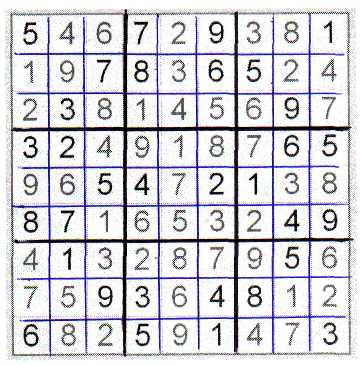 5 4 6 7 2 9 3 8 1
1 9 7 8 3 6 5 2 4
2 3 8 1 4 5 6 9 7
3 2 4 9 1 8 7 6 5
9 6 5 4 7 2 1 3 8
8 7 1 6 5 3 2 4 9
4 1 3 2 8 7 9 5 6
7 5 9 3 6 4 8 1 2
6 8 2 5 9 1 4 7 3